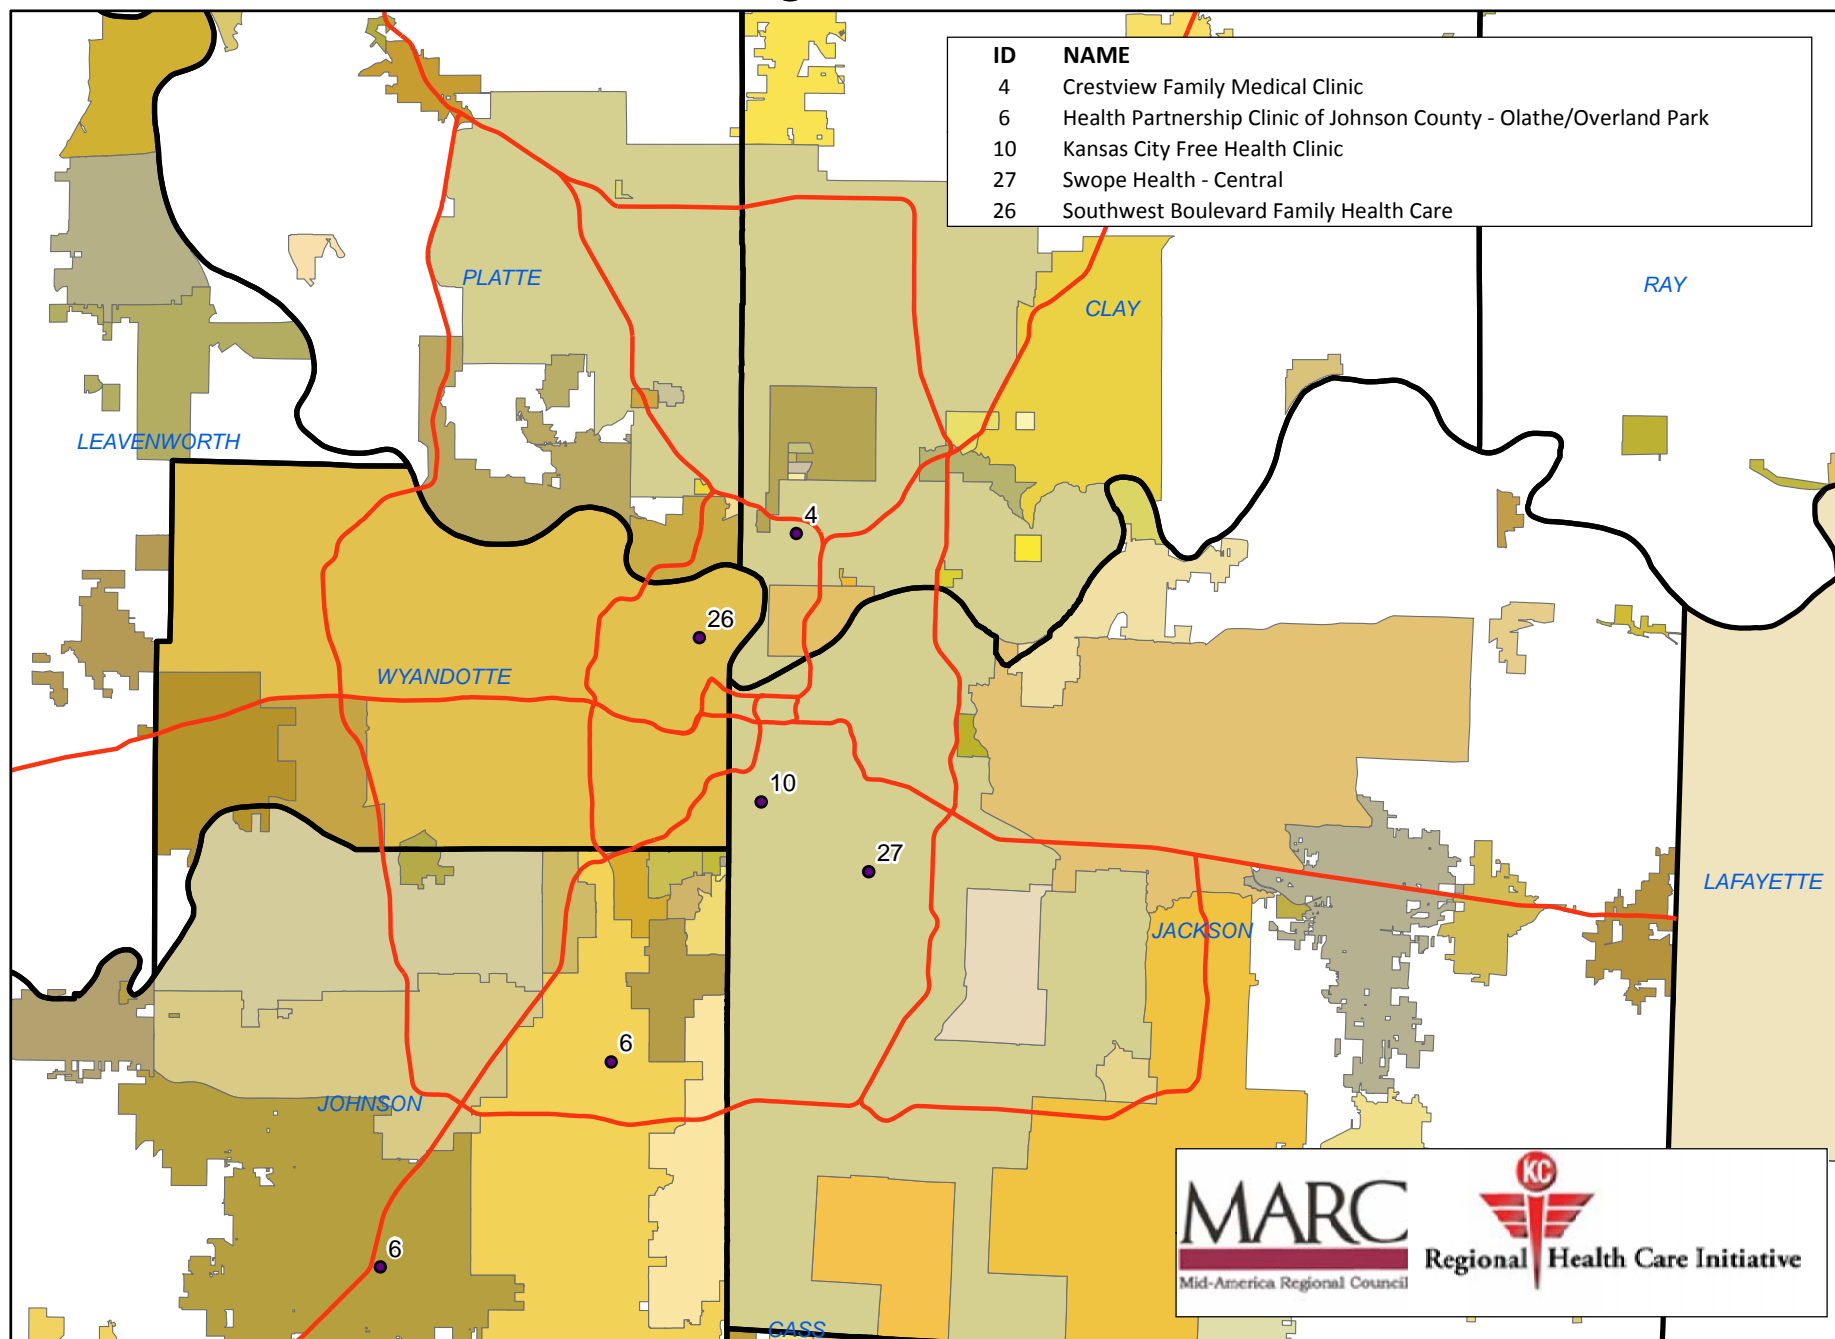 ID NAME
4 Crestview Family Medical Clinic
6 Health Partnership Clinic of Johnson County - Olathe/Overland Park
10 Kansas City Free Health Clinic
27 Swope Health - Central
26 Southwest Boulevard Family Health Care
PLATTE
CLAY
RAY
LEAVENWORTH
4
26
WYANDOTTE
10
27
LAFAYETTE
JACKSON
6
JOHNSON
6
CASS
MARC
Mid-America Regional Council
KC
Regional Health Care Initiative